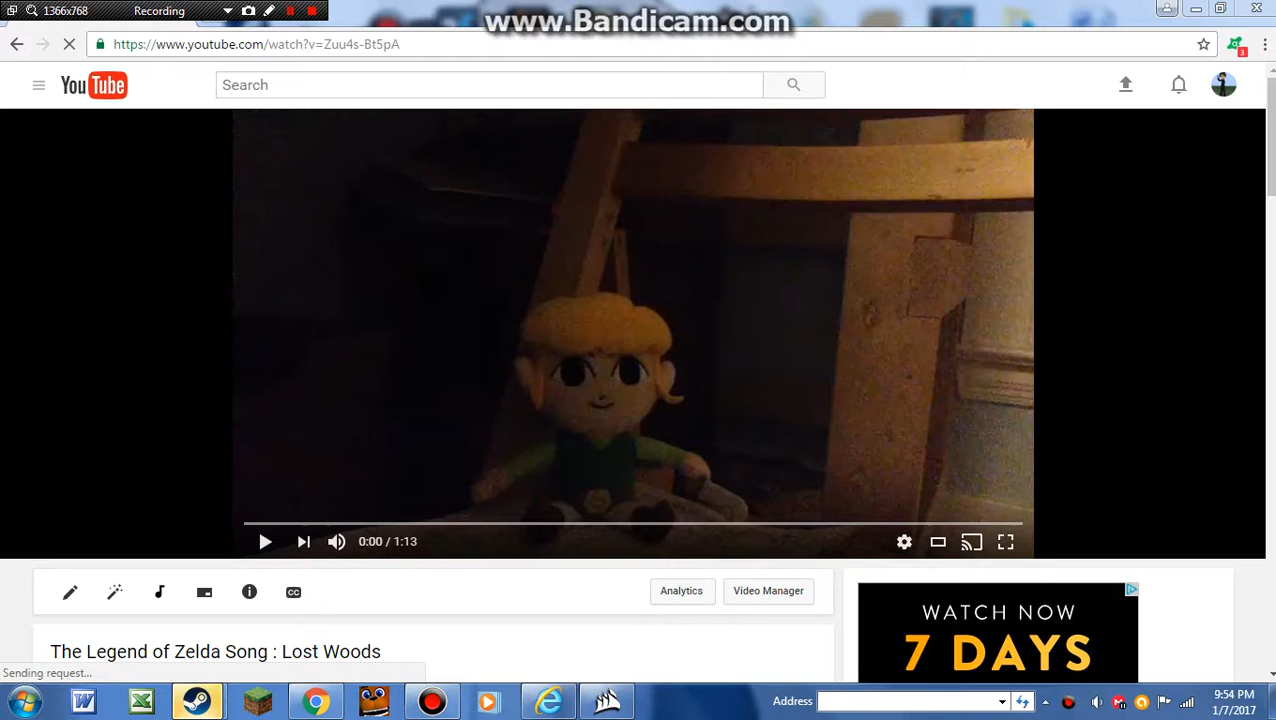 1366x768 Recording
www.Bandicam.com
https://www.youtube.com/watch?v=Zuu4s-Bt5pA
3
YouTube
Search
0:00 / 1:13
CC
Analytics
Video Manager
WATCH NOW
7 DAYS
The Legend of Zelda Song : Lost Woods
Sending request...
Address
9:54 PM
1/7/2017